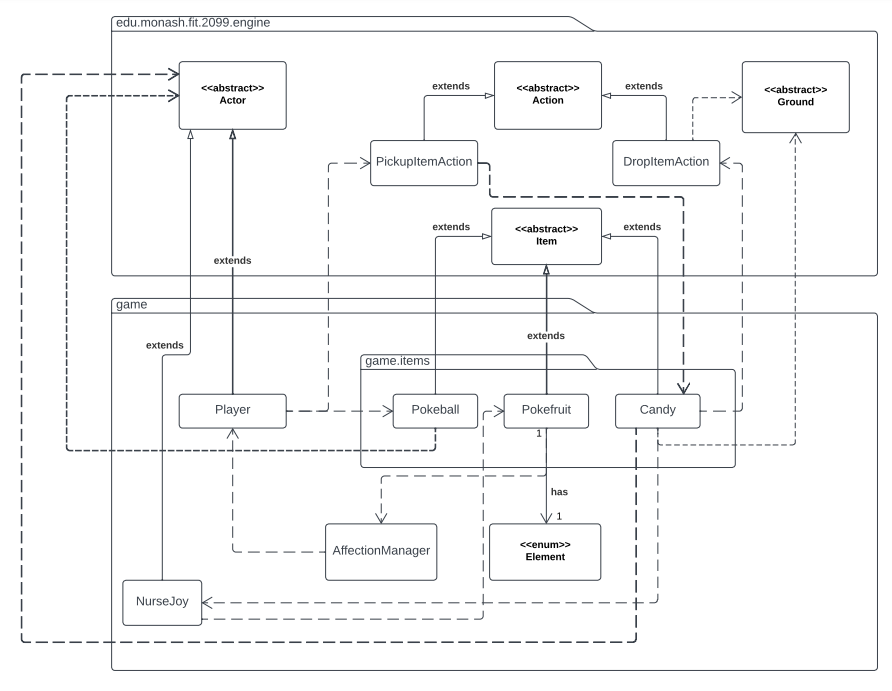 edu.monash.fit.2099.engine
<<abstract>>
Actor
extends
<<abstract>>
Action
extends
<<abstract>>
Ground
PickupItemAction
DropItemAction
extends
<<abstract>>
Item
extends
extends
game
extends
extends
game.items
Player
Pokeball
Pokefruit
Candy
1
has
1
AffectionManager
<<enum>>
Element
NurseJoy